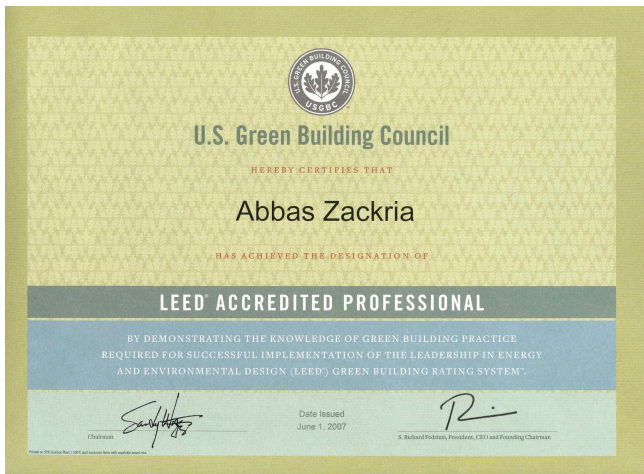 U.S. GREEN BUILDING COUNCIL
USGBC
U.S. Green Building Council
HEREBY CERTIFIES THAT
Abbas Zackria
HAS ACHIEVED THE DESIGNATION OF
LEED® ACCREDITED PROFESSIONAL
BY DEMONSTRATING THE KNOWLEDGE OF GREEN BUILDING PRACTICE
REQUIRED FOR SUCCESSFUL IMPLEMENTATION OF THE LEADERSHIP IN ENERGY
AND ENVIRONMENTAL DESIGN (LEED®) GREEN BUILDING RATING SYSTEM™.
Date Issued
June 1, 2007
Chairman
S. Richard Fedrizzi, President, CEO and Founding Chairman